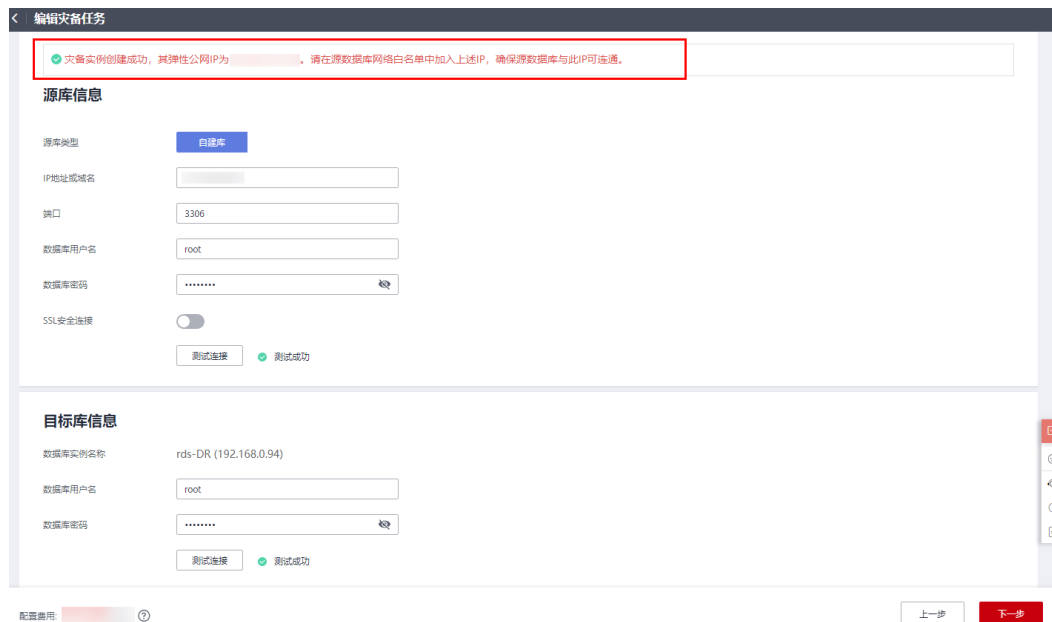 编辑灾备任务
灾备实例创建成功，其弹性公网IP为 。请在源数据库网络白名单中加入上述IP，确保源数据库与此IP可连通。
源库信息
源库类型 自建库
IP地址或域名
端口 3306
数据库用户名 root
数据库密码 ••••••••
SSL安全连接
测试连接 测试成功
目标库信息
数据库实例名称 rds-DR (192.168.0.94)
数据库用户名 root
数据库密码 ••••••••
测试连接 测试成功
配置费用: ?
上一步 下一步